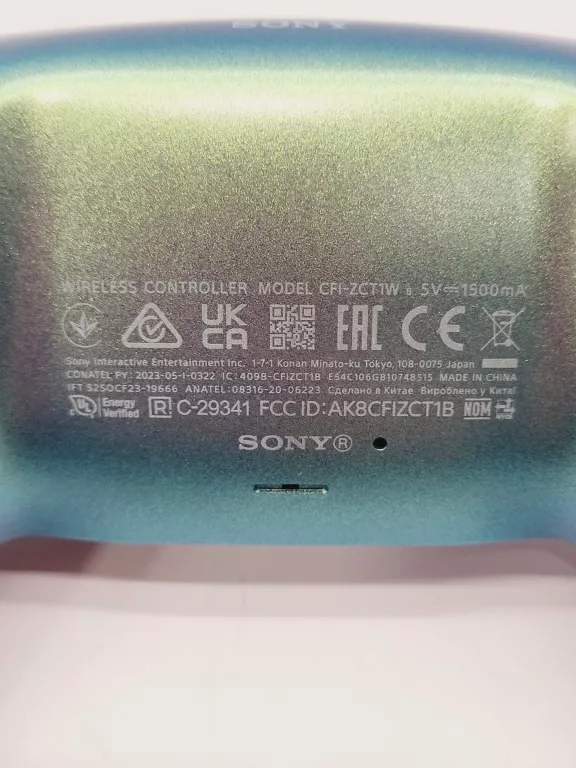 SONY
WIRELESS CONTROLLER MODEL CFI-ZCT1W B 5V⎓1500mA
UK CA EAC CE
Sony Interactive Entertainment Inc. 1-7-1 Konan Minato-ku Tokyo, 108-0075 Japan
CONATEL PY: 2023-05-I-0322 IC: 409B-CFIZCT1B E54C106GB10748515 MADE IN CHINA
IFT S2SOCF23-19666 ANATEL:08316-20-06223 Сделано в Китае Вироблено у Китаї
UL Energy Verified R C-29341 FCC ID:AK8CFIZCT1B NOM
SONY®